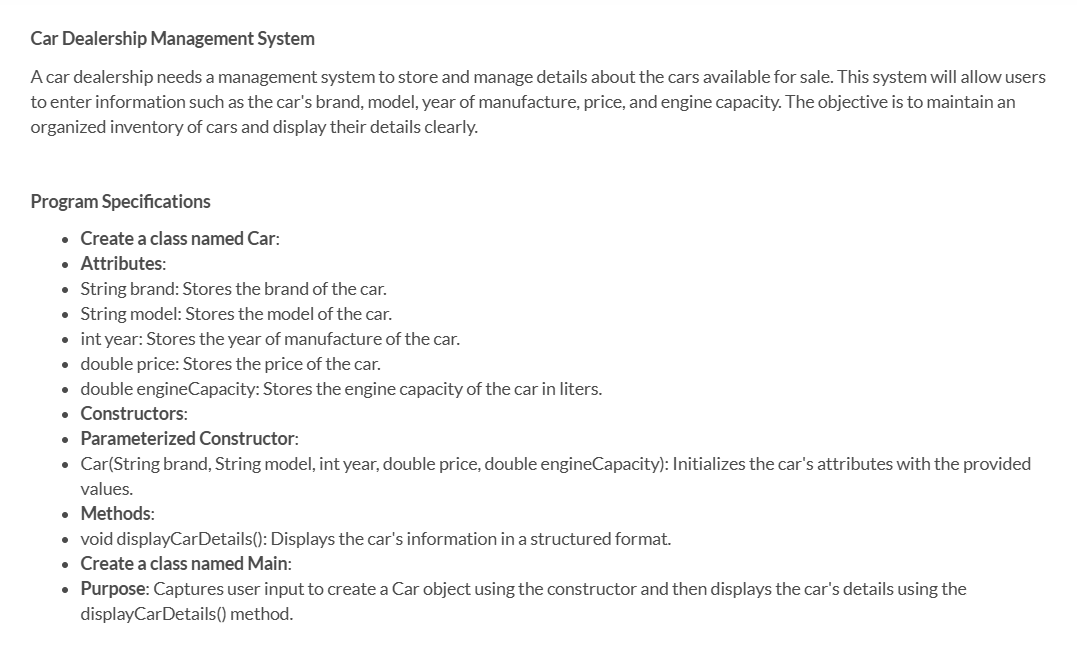 Car Dealership Management System
A car dealership needs a management system to store and manage details about the cars available for sale. This system will allow users
to enter information such as the car's brand, model, year of manufacture, price, and engine capacity. The objective is to maintain an
organized inventory of cars and display their details clearly.
Program Specifications
• Create a class named Car:
• Attributes:
• String brand: Stores the brand of the car.
• String model: Stores the model of the car.
• int year: Stores the year of manufacture of the car.
• double price: Stores the price of the car.
• double engineCapacity: Stores the engine capacity of the car in liters.
• Constructors:
• Parameterized Constructor:
• Car(String brand, String model, int year, double price, double engineCapacity): Initializes the car's attributes with the provided
values.
• Methods:
• void displayCarDetails(): Displays the car's information in a structured format.
• Create a class named Main:
• Purpose: Captures user input to create a Car object using the constructor and then displays the car's details using the
displayCarDetails() method.